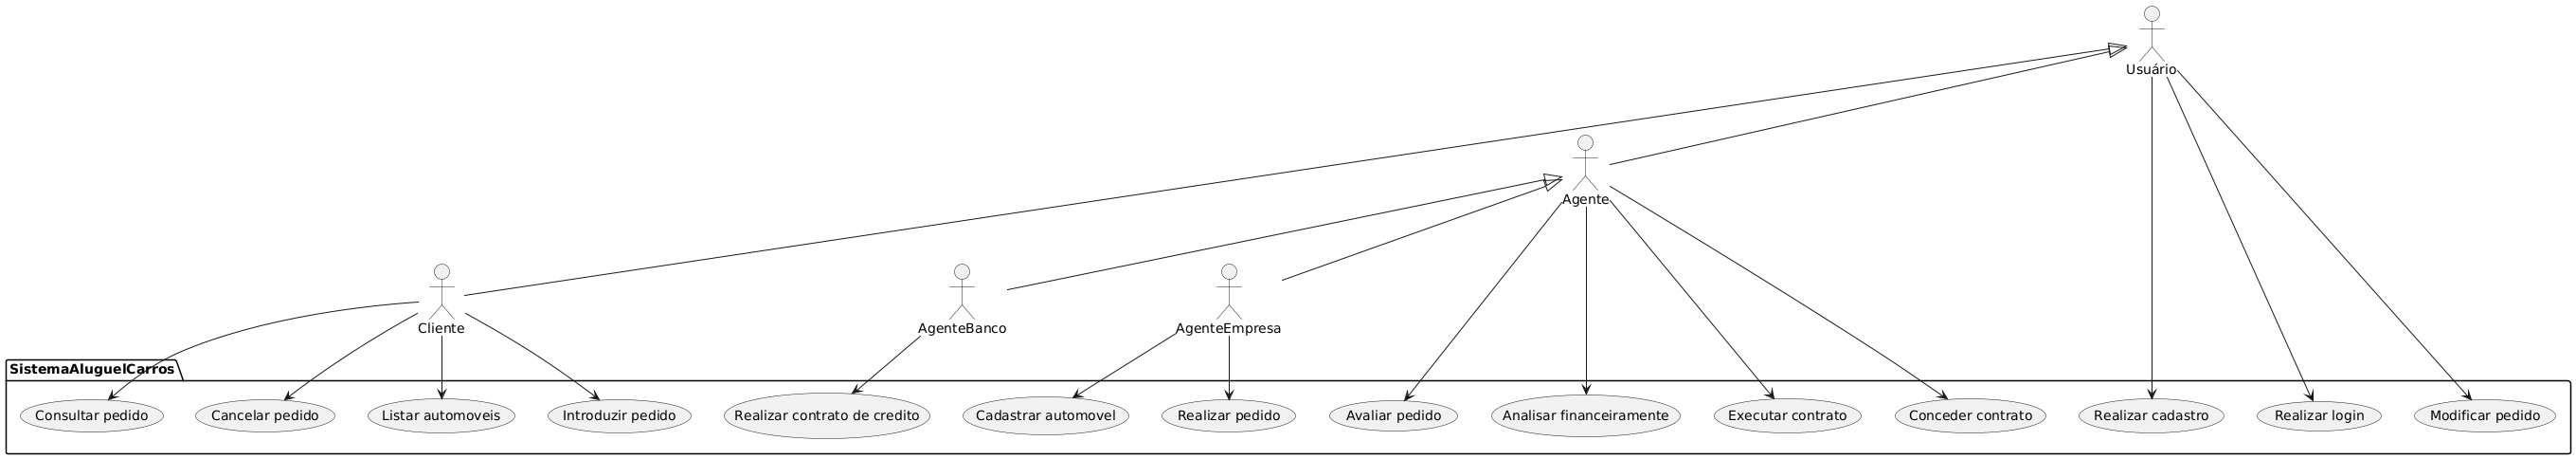 Usuário
Agente
Cliente
AgenteBanco
AgenteEmpresa
SistemaAluguelCarros
Consultar pedido
Cancelar pedido
Listar automoveis
Introduzir pedido
Realizar contrato de credito
Cadastrar automovel
Realizar pedido
Avaliar pedido
Analisar financeiramente
Executar contrato
Conceder contrato
Realizar cadastro
Realizar login
Modificar pedido